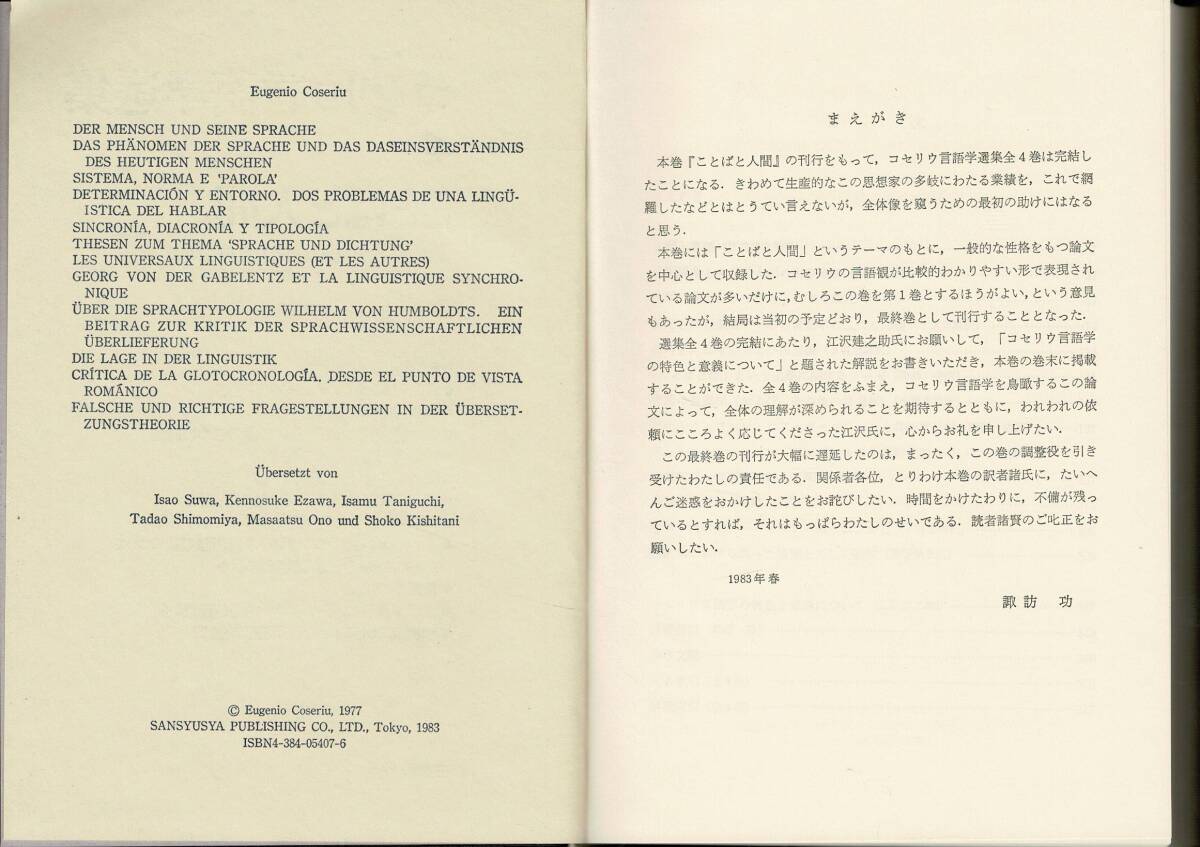 Eugenio Coseriu
DER MENSCH UND SEINE SPRACHE
DAS PHÄNOMEN DER SPRACHE UND DAS DASEINSVERSTÄNDNIS
DES HEUTIGEN MENSCHEN
SISTEMA, NORMA E 'PAROLA'
DETERMINACIÓN Y ENTORNO. DOS PROBLEMAS DE UNA LINGÜ-
ISTICA DEL HABLAR
SINCRONÍA, DIACRONÍA Y TIPOLOGÍA
THESEN ZUM THEMA 'SPRACHE UND DICHTUNG'
LES UNIVERSAUX LINGUISTIQUES (ET LES AUTRES)
GEORG VON DER GABELENTZ ET LA LINGUISTIQUE SYNCHRO-
NIQUE
ÜBER DIE SPRACHTYPOLOGIE WILHELM VON HUMBOLDTS. EIN
BEITRAG ZUR KRITIK DER SPRACHWISSENSCHAFTLICHEN
ÜBERLIEFERUNG
DIE LAGE IN DER LINGUISTIK
CRÍTICA DE LA GLOTOCRONOLOGÍA. DESDE EL PUNTO DE VISTA
ROMÁNICO
FALSCHE UND RICHTIGE FRAGESTELLUNGEN IN DER ÜBERSET-
ZUNGSTHEORIE
Übersetzt von
Isao Suwa, Kennosuke Ezawa, Isamu Taniguchi,
Tadao Shimomiya, Masaatsu Ono und Shoko Kishitani
© Eugenio Coseriu, 1977
SANSYUSYA PUBLISHING CO., LTD., Tokyo, 1983
ISBN4-384-05407-6
まえがき
本巻『ことばと人間』の刊行をもって，コセリウ言語学選集全4巻は完結し
たことになる．きわめて生産的なこの思想家の多岐にわたる業績を，これで網
羅したなどとはとうてい言えないが，全体像を窺うための最初の助けにはなる
と思う．
本巻には「ことばと人間」というテーマのもとに，一般的な性格をもつ論文
を中心として収録した．コセリウの言語観が比較的わかりやすい形で表現され
ている論文が多いだけに，むしろこの巻を第1巻とするほうがよい，という意見
もあったが，結局は当初の予定どおり，最終巻として刊行することとなった．
選集全4巻の完結にあたり，江沢建之助氏にお願いして，「コセリウ言語学
の特色と意義について」と題された解説をお書きいただき，本巻の巻末に掲載
することができた．全4巻の内容をふまえ，コセリウ言語学を鳥瞰するこの論
文によって，全体の理解が深められることを期待するとともに，われわれの依
頼にこころよく応じてくださった江沢氏に，心からお礼を申し上げたい．
この最終巻の刊行が大幅に遅延したのは，まったく，この巻の調整役を引き
受けたわたしの責任である．関係者各位，とりわけ本巻の訳者諸氏に，たいへ
んご迷惑をおかけしたことをお詫びしたい．時間をかけたわりに，不備が残っ
ているとすれば，それはもっぱらわたしのせいである．読者諸賢のご叱正をお
願いしたい．
1983年春
諏訪 功